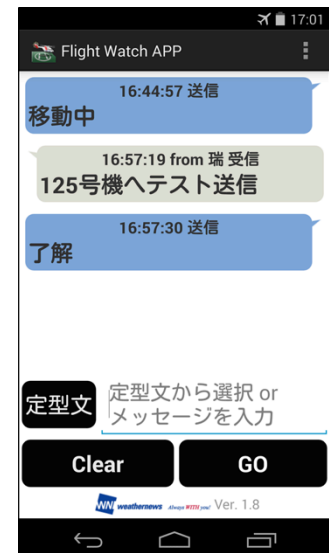 17:01
Flight Watch APP
16:44:57 送信
移動中
16:57:19 from 瑞 受信
125号機へテスト送信
16:57:30 送信
了解
定型文
定型文から選択 or
メッセージを入力
Clear
GO
WNI weathernews Always WITH you! Ver. 1.8